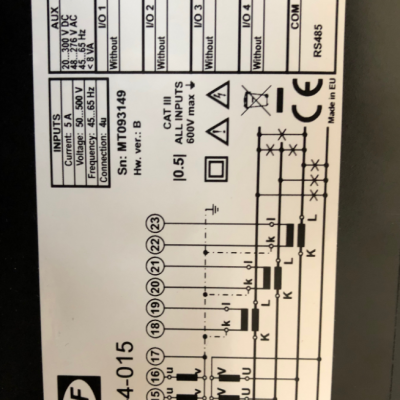 AUX
20...300 V DC
48...276 V AC
45...65 Hz
< 8 VA
I/O 1
Without
I/O 2
Without
I/O 3
Without
I/O 4
Without
COM
RS485
INPUTS
Current: 5 A
Voltage: 50...500 V
Frequency: 45...65 Hz
Connection: 4u
Sn: MT093149
Hw. ver.: B
|0.5|
CAT III
ALL INPUTS
600V max
CE
Made in EU
23 l L
22 k K
21 l L
20 k K
19 l L
18 k K
17
16 u v V U
15 u v V U
F
4-015